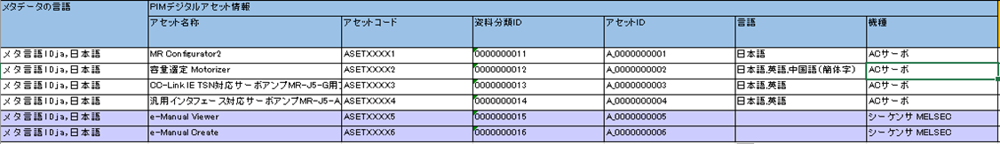 メタデータの言語 PIMデジタルアセット情報
アセット名称 アセットコード 資料分類ID アセットID 言語 機種
メタ言語IDja,日本語 MR Configurator2 ASETXXXX1 0000000011 A_0000000001 日本語 ACサーボ
メタ言語IDja,日本語 容量選定 Motorizer ASETXXXX2 0000000012 A_0000000002 日本語,英語,中国語(簡体字) ACサーボ
メタ言語IDja,日本語 CC-Link IE TSN対応サーボアンプMR-J5-G用フ ASETXXXX3 0000000013 A_0000000003 日本語,英語 ACサーボ
メタ言語IDja,日本語 汎用インタフェース対応サーボアンプMR-J5-A ASETXXXX4 0000000014 A_0000000004 日本語,英語 ACサーボ
メタ言語IDja,日本語 e-Manual Viewer ASETXXXX5 0000000015 A_0000000005 シーケンサ MELSEC
メタ言語IDja,日本語 e-Manual Create ASETXXXX6 0000000016 A_0000000006 シーケンサ MELSEC